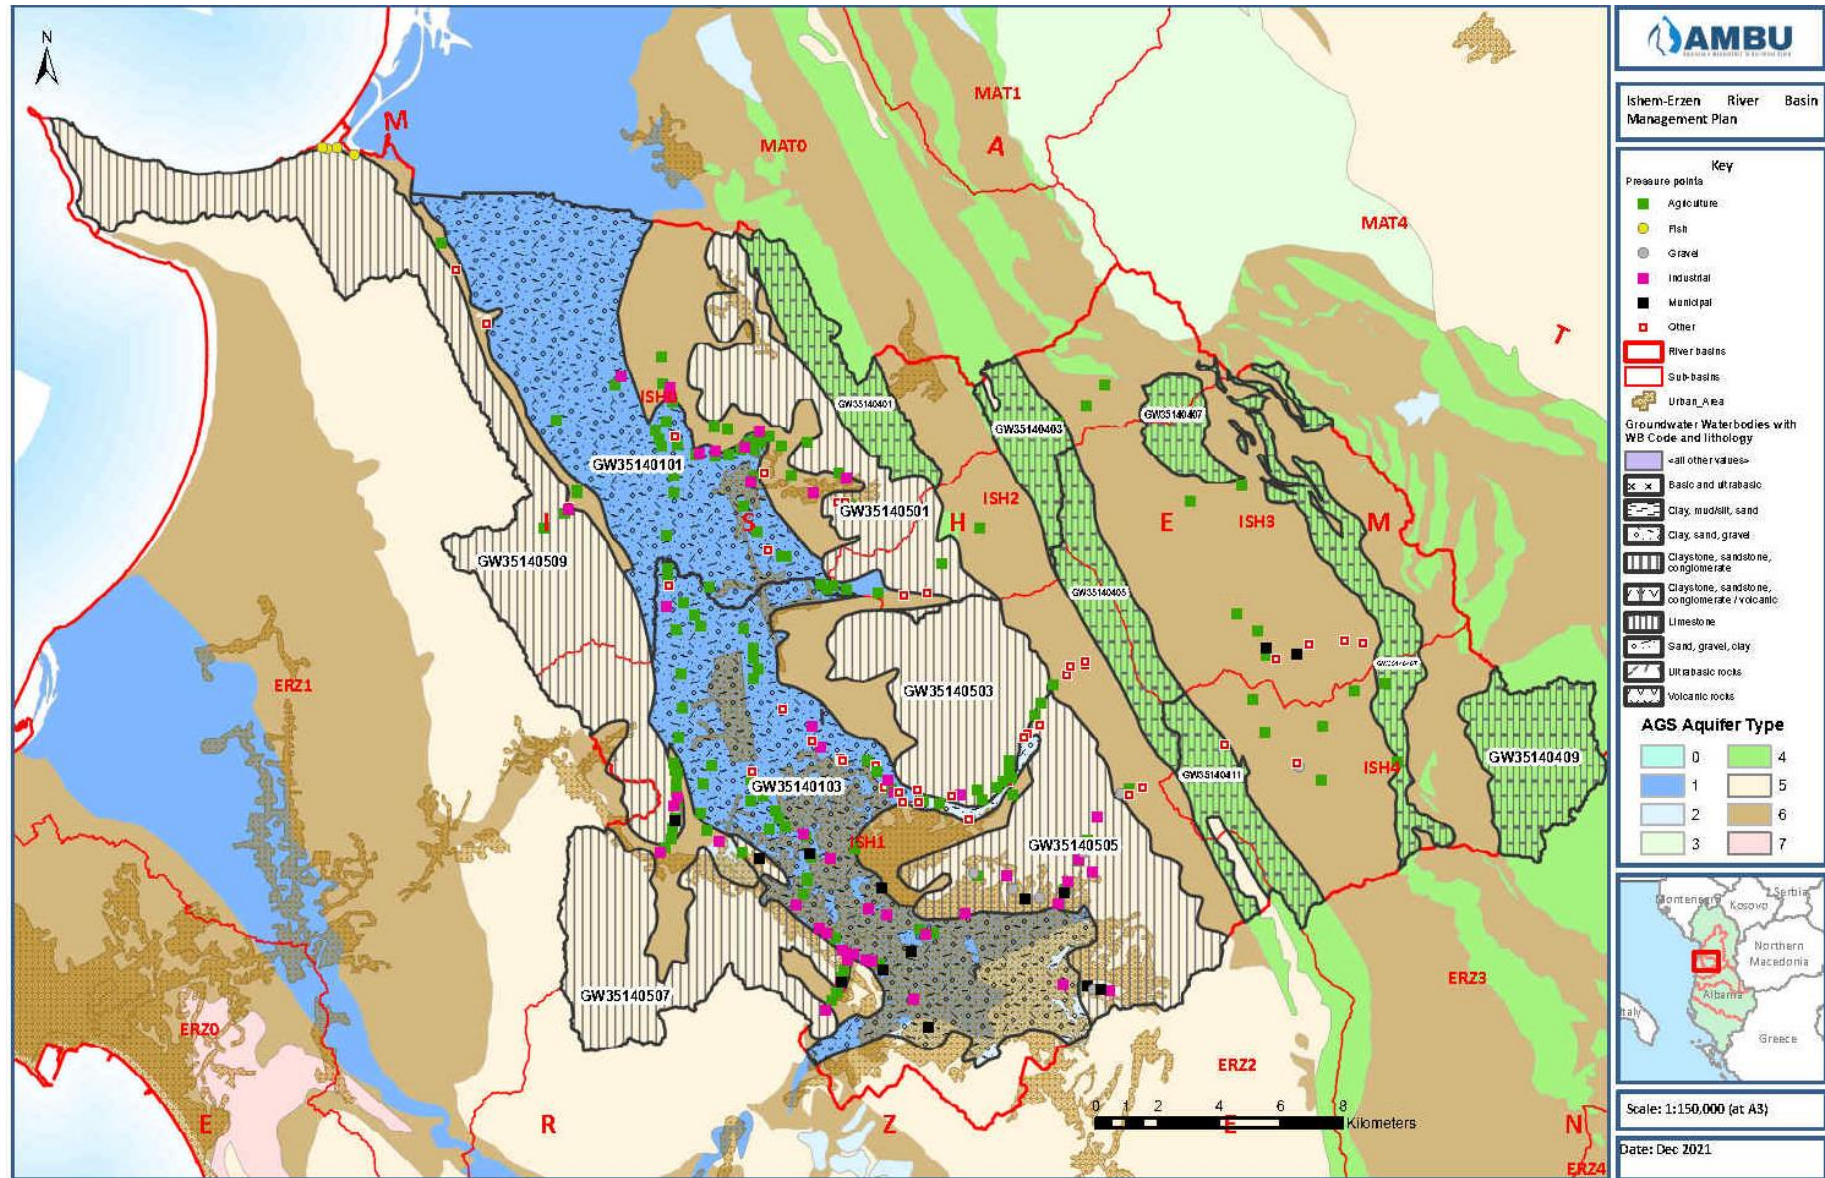 N
M
MAT1
A
MAT0
MAT4
T
GW35140401
GW35140407
GW35140403
GW35140101
ISH2
GW35140501
I
S
H
E
ISH3
M
GW35140509
GW35140405
ERZ1
GW35140503
GW35140409
ISH4
GW35140411
GW35140103
ISH1
GW35140505
GW35140507
ERZ3
ERZ0
ERZ2
0 1 2 4 6 8
Kilometers
E
R
Z
E
N
ERZ4
AMBU
Ishem-Erzen River Basin
Management Plan
Key
Pressure points
Agriculture
Fish
Gravel
Industrial
Municipal
Other
River basins
Sub-basins
Urban_Area
Groundwater Waterbodies with
WB Code and lithology
<all other values>
Basic and ultrabasic
Clay, mud/silt, sand
Clay, sand, gravel
Claystone, sandstone,
conglomerate
Claystone, sandstone,
conglomerate / volcanic
Limestone
Sand, gravel, clay
Ultrabasic rocks
Volcanic rocks
AGS Aquifer Type
0 4
1 5
2 6
3 7
Montenegro
Serbia
Kosovo
Northern
Macedonia
Albania
Italy
Greece
Scale: 1:150,000 (at A3)
Date: Dec 2021